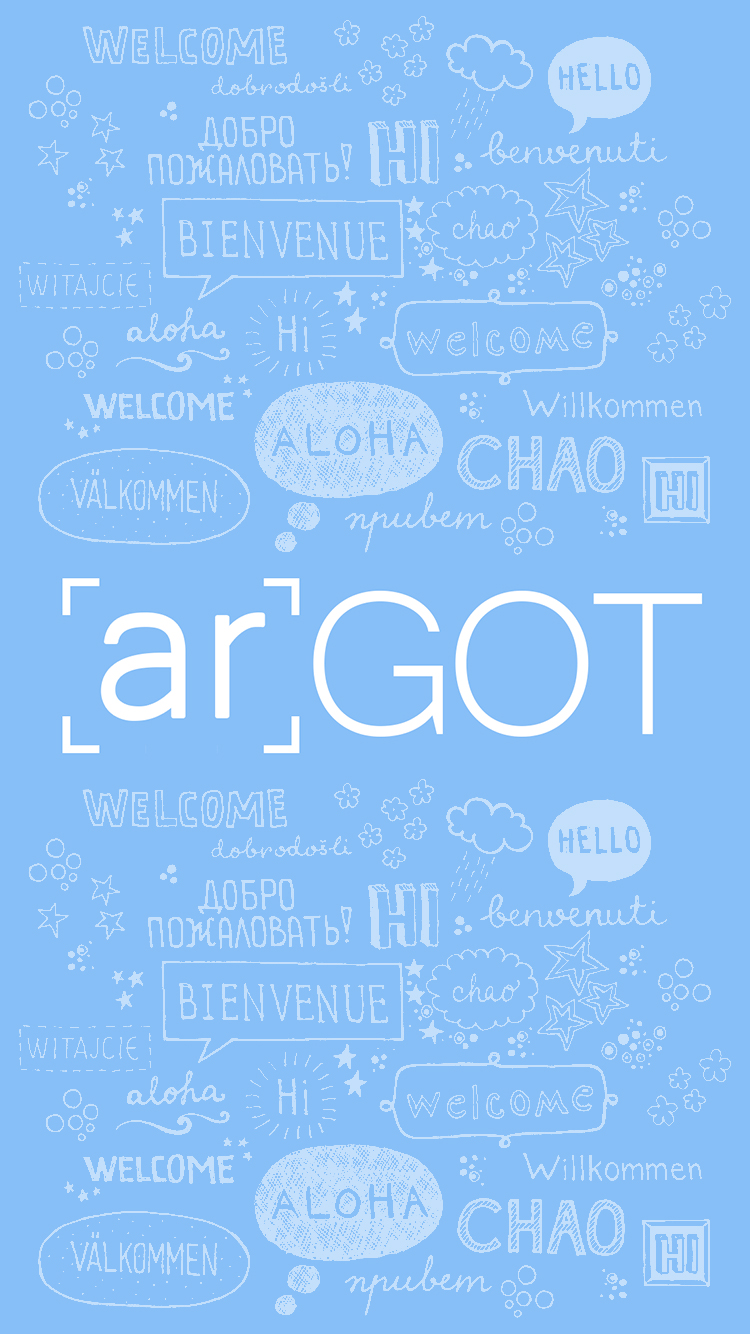 WELCOME
dobrodošli
HELLO
ДОБРО
ПОЖАЛОВАТЬ!
HI
benvenuti
BIENVENUE
chao
WITAJCIE
aloha
Hi
welcome
WELCOME
ALOHA
Willkommen
CHAO
VÄLKOMMEN
HI
привет
[ar]GOT
WELCOME
dobrodošli
HELLO
ДОБРО
ПОЖАЛОВАТЬ!
HI
benvenuti
BIENVENUE
chao
WITAJCIE
aloha
Hi
welcome
WELCOME
ALOHA
Willkommen
CHAO
VÄLKOMMEN
HI
привет